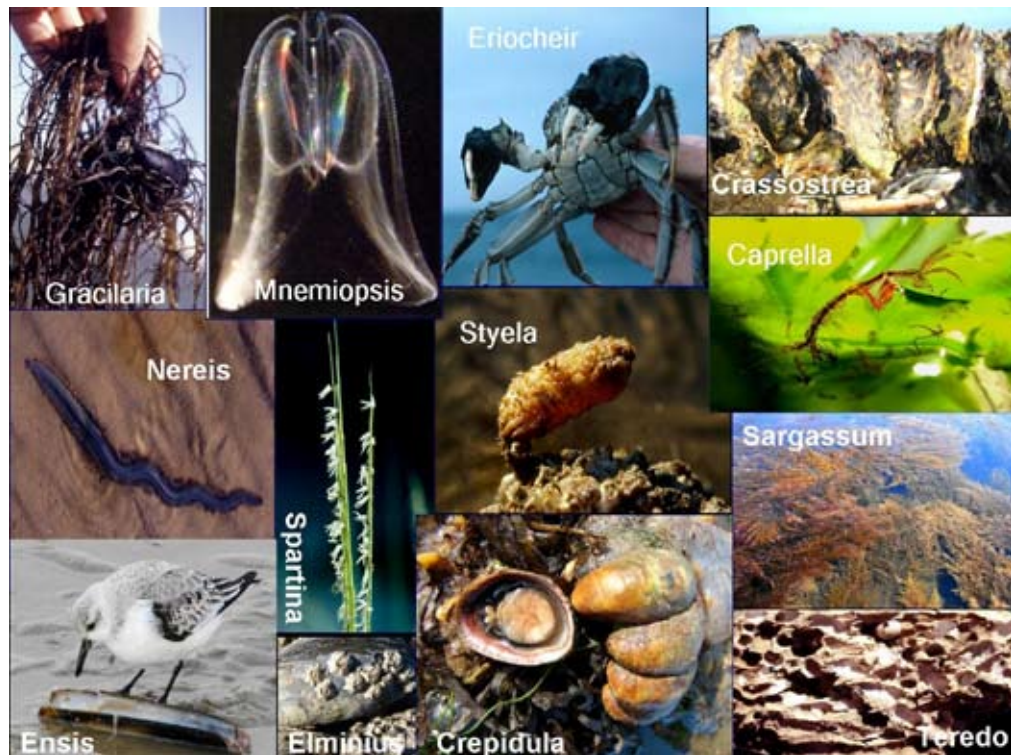 Eriocheir
Crassostrea
Gracilaria
Mnemiopsis
Caprella
Nereis
Styela
Sargassum
Spartina
Ensis
Elminius
Crepidula
Teredo